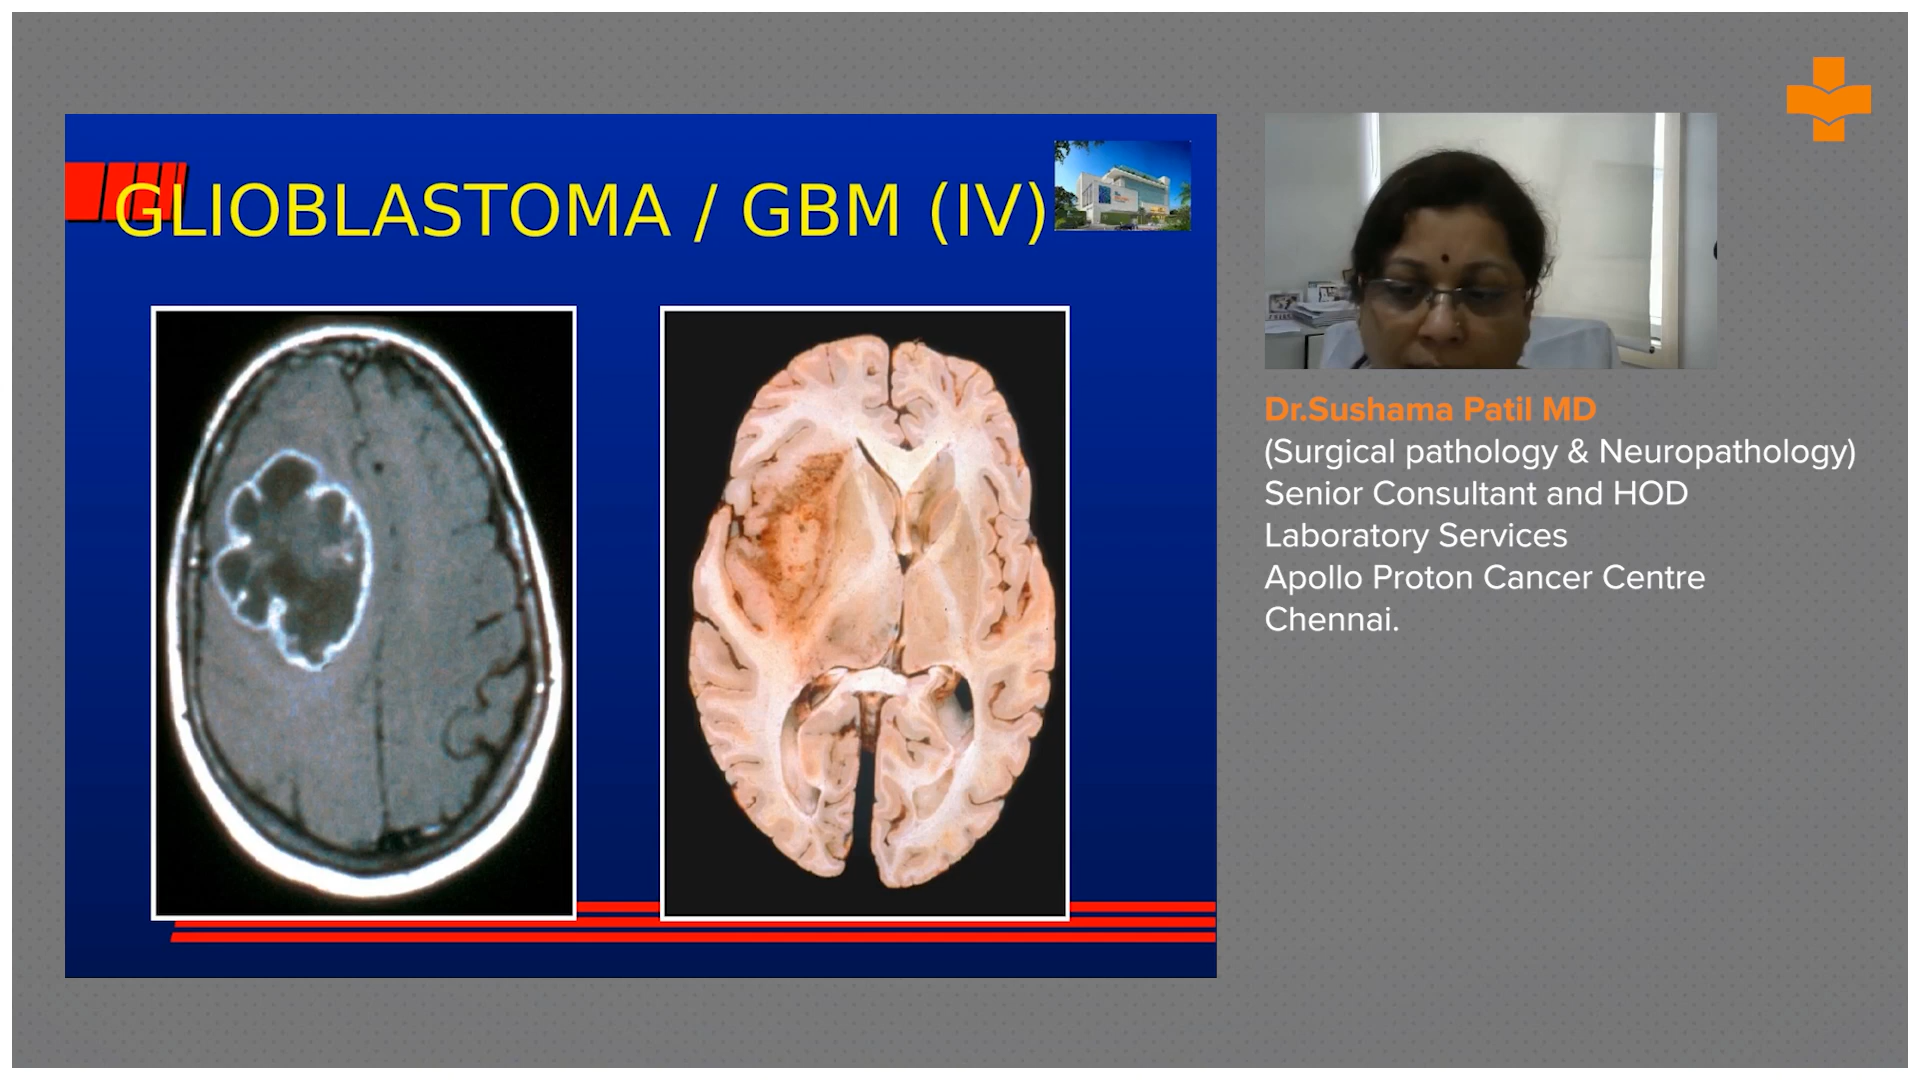 GLIOBLASTOMA / GBM (IV)
Dr.Sushama Patil MD
(Surgical pathology & Neuropathology)
Senior Consultant and HOD
Laboratory Services
Apollo Proton Cancer Centre
Chennai.